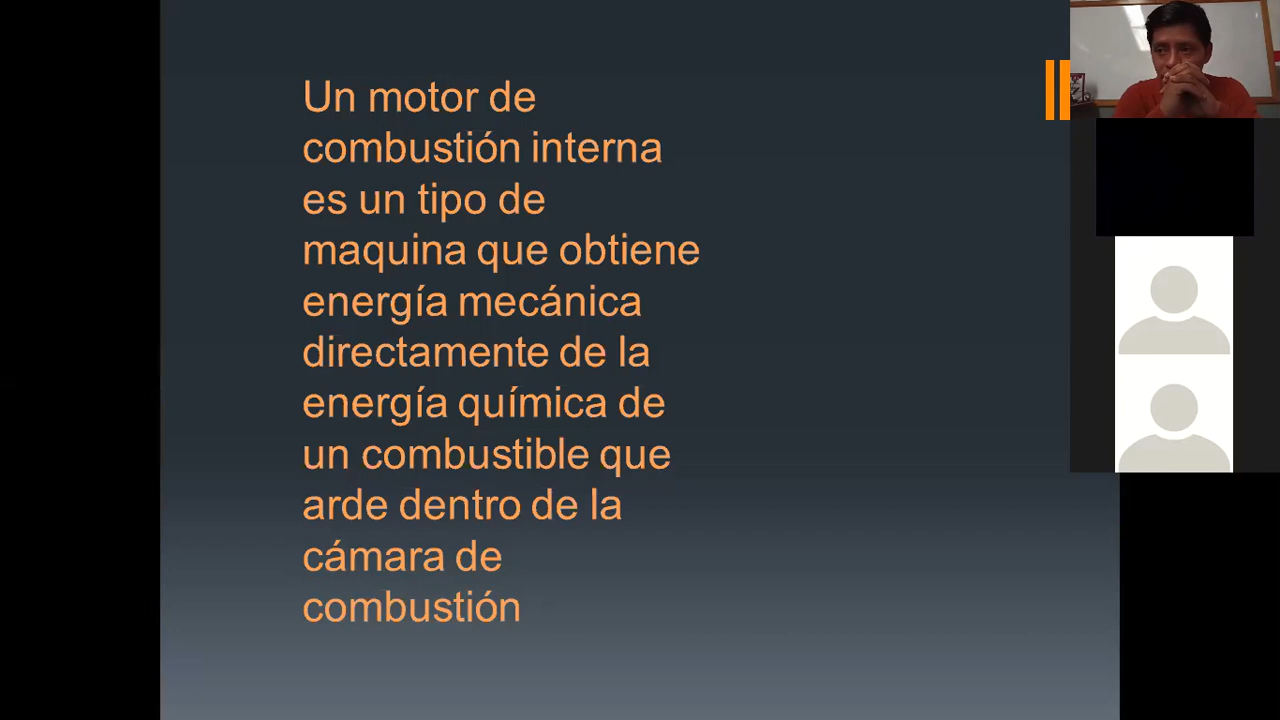 Un motor de
combustión interna
es un tipo de
maquina que obtiene
energía mecánica
directamente de la
energía química de
un combustible que
arde dentro de la
cámara de
combustión